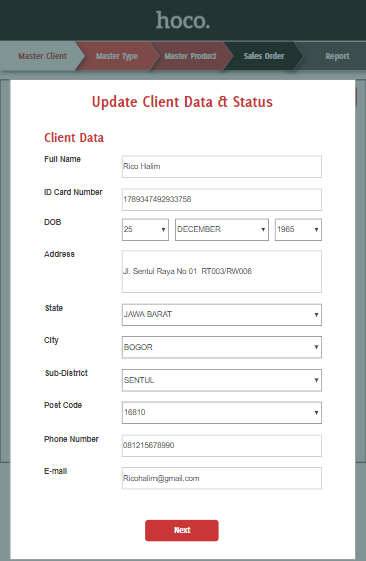 hoco.
Master Client Master Type Master Product Sales Order Report
Update Client Data & Status
Client Data
Full Name Rico Halim
ID Card Number 1789347492933758
DOB 25 DECEMBER 1965
Address Jl. Sentul Raya No 01 RT003/RW006
State JAWA BARAT
City BOGOR
Sub-District SENTUL
Post Code 16810
Phone Number 081215678990
E-mail Ricohalim@gmail.com
Next